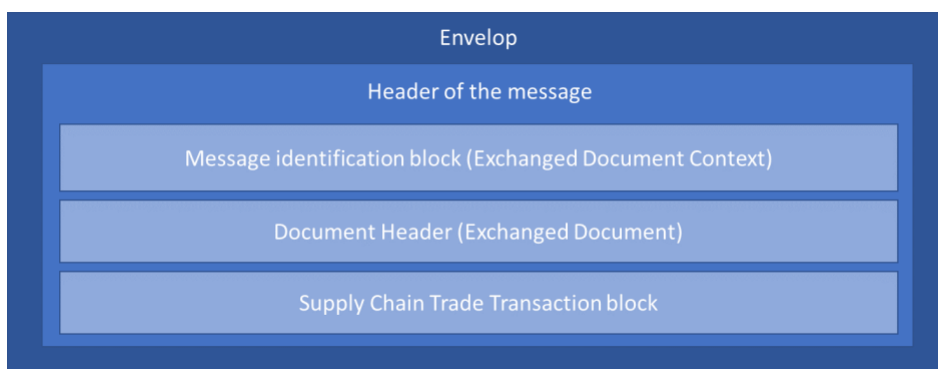 Envelop
Header of the message
Message identification block (Exchanged Document Context)
Document Header (Exchanged Document)
Supply Chain Trade Transaction block